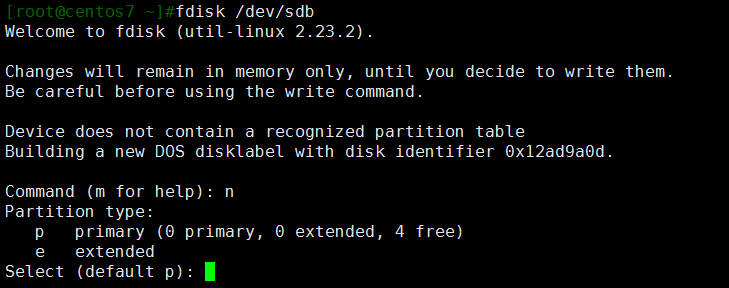 [root@centos7 ~]#fdisk /dev/sdb
Welcome to fdisk (util-linux 2.23.2).

Changes will remain in memory only, until you decide to write them.
Be careful before using the write command.

Device does not contain a recognized partition table
Building a new DOS disklabel with disk identifier 0x12ad9a0d.

Command (m for help): n
Partition type:
   p   primary (0 primary, 0 extended, 4 free)
   e   extended
Select (default p):